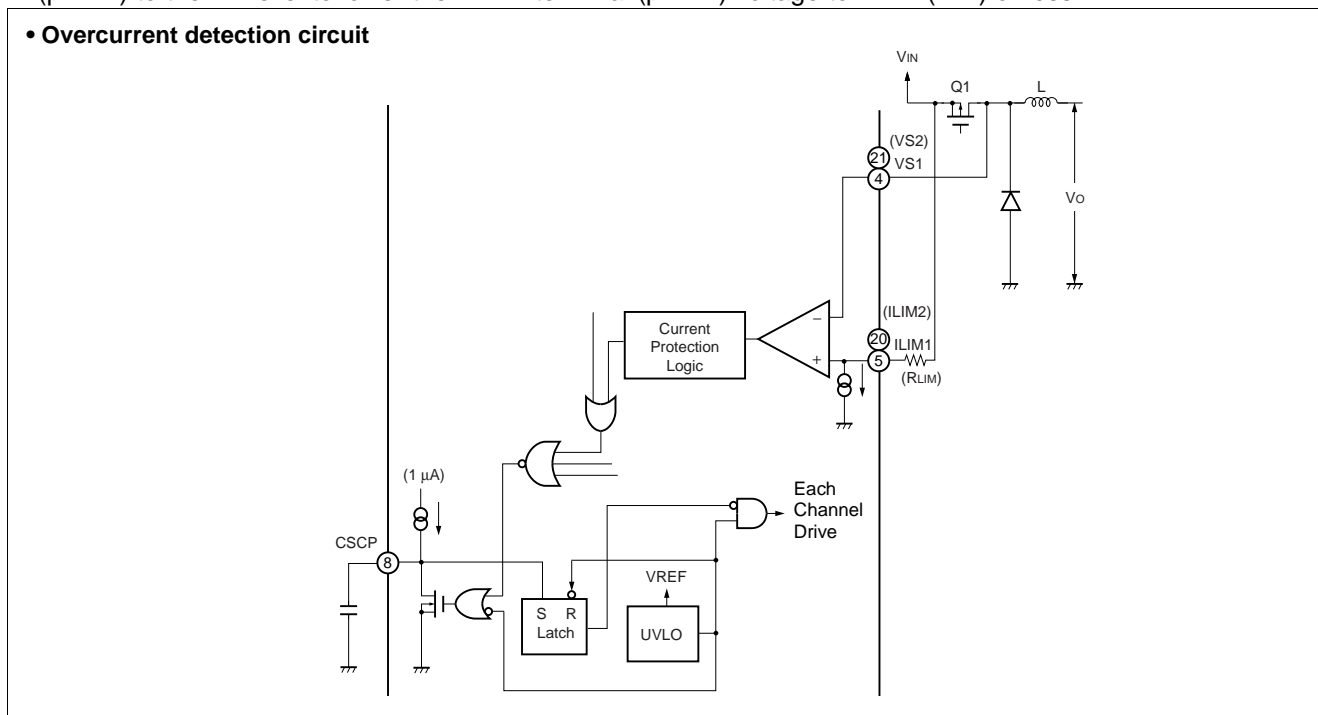 • Overcurrent detection circuit
VIN
Q1
L
(VS2)
21
VS1
4
VO
(ILIM2)
20
ILIM1
5
(RLIM)
−
+
Current
Protection
Logic
(1 μA)
CSCP
8
Each
Channel
Drive
VREF
S R
Latch
UVLO